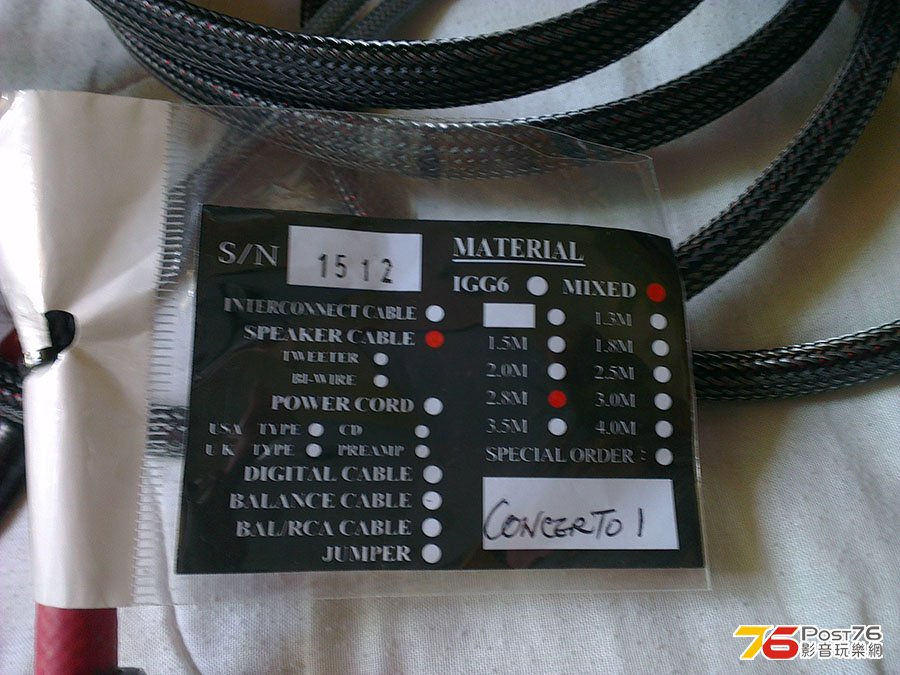 S/N 1512
INTERCONNECT CABLE
SPEAKER CABLE
TWEETER
BI-WIRE
POWER CORD
USA TYPE CD
UK TYPE PREAMP
DIGITAL CABLE
BALANCE CABLE
BAL/RCA CABLE
JUMPER
MATERIAL
IGG6 MIXED
1.3M
1.5M 1.8M
2.0M 2.5M
2.8M 3.0M
3.5M 4.0M
SPECIAL ORDER :
CONCERTO 1
76 POST76
影音玩樂網